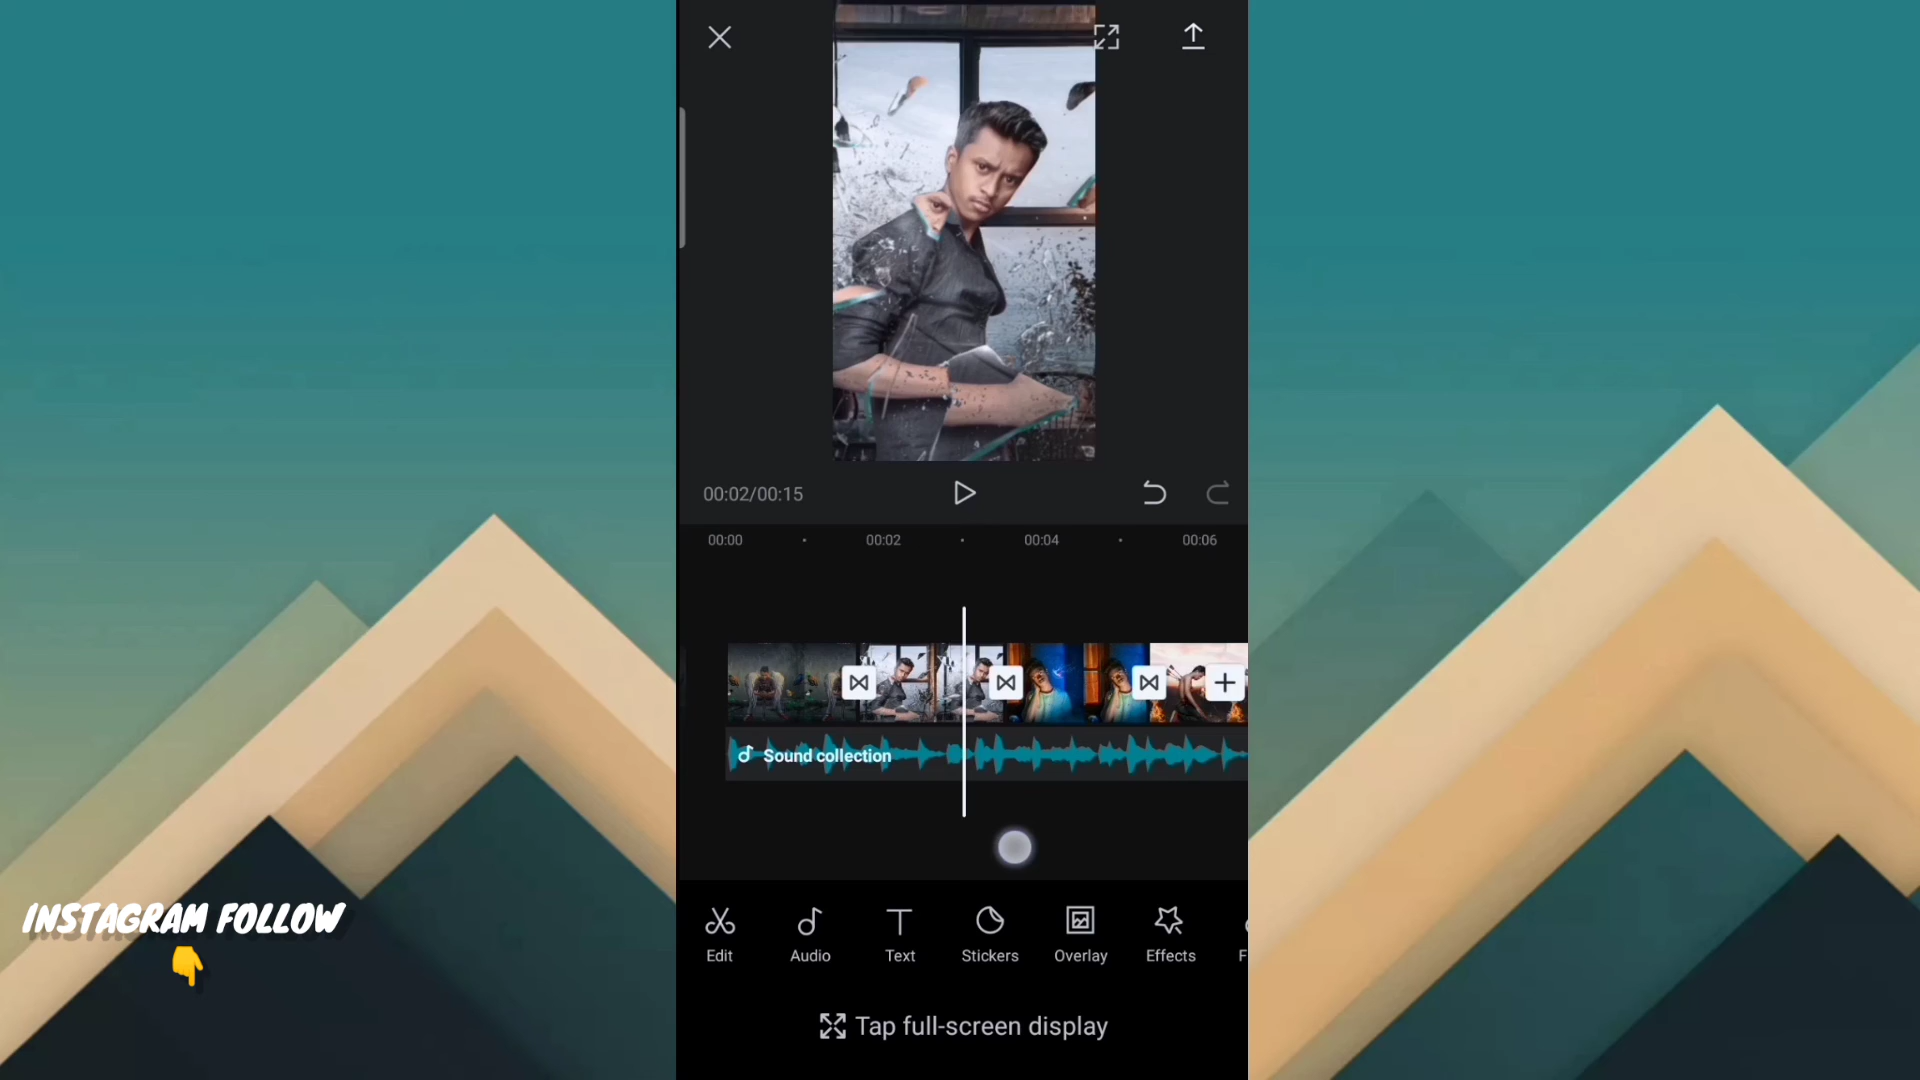 00:02/00:15
00:00 00:02 00:04 00:06
Sound collection
Edit Audio Text Stickers Overlay Effects F
Tap full-screen display
INSTAGRAM FOLLOW